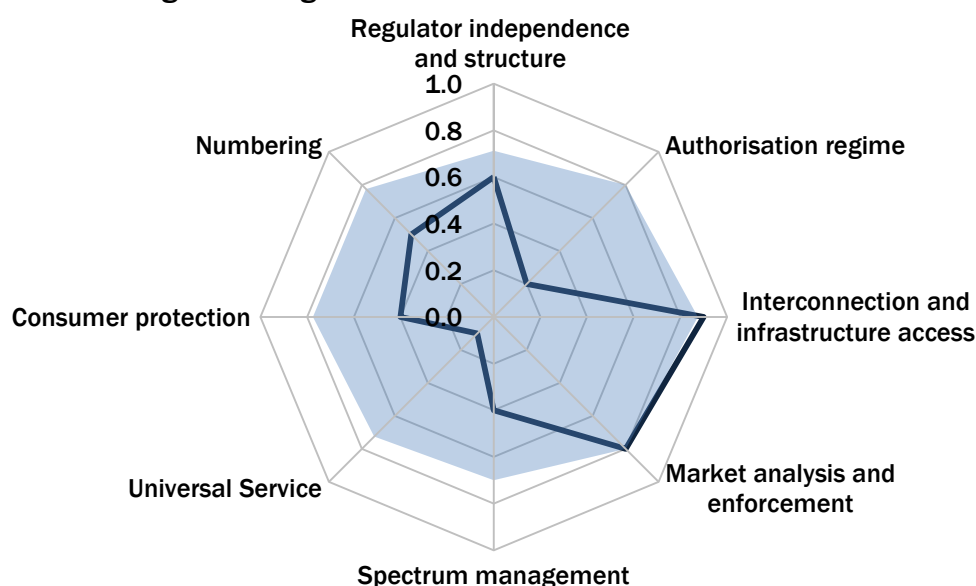 Regulator independence
and structure
1.0
0.8
0.6
0.4
0.2
0.0
Numbering
Authorisation regime
Consumer protection
Interconnection and
infrastructure access
Universal Service
Market analysis and
enforcement
Spectrum management